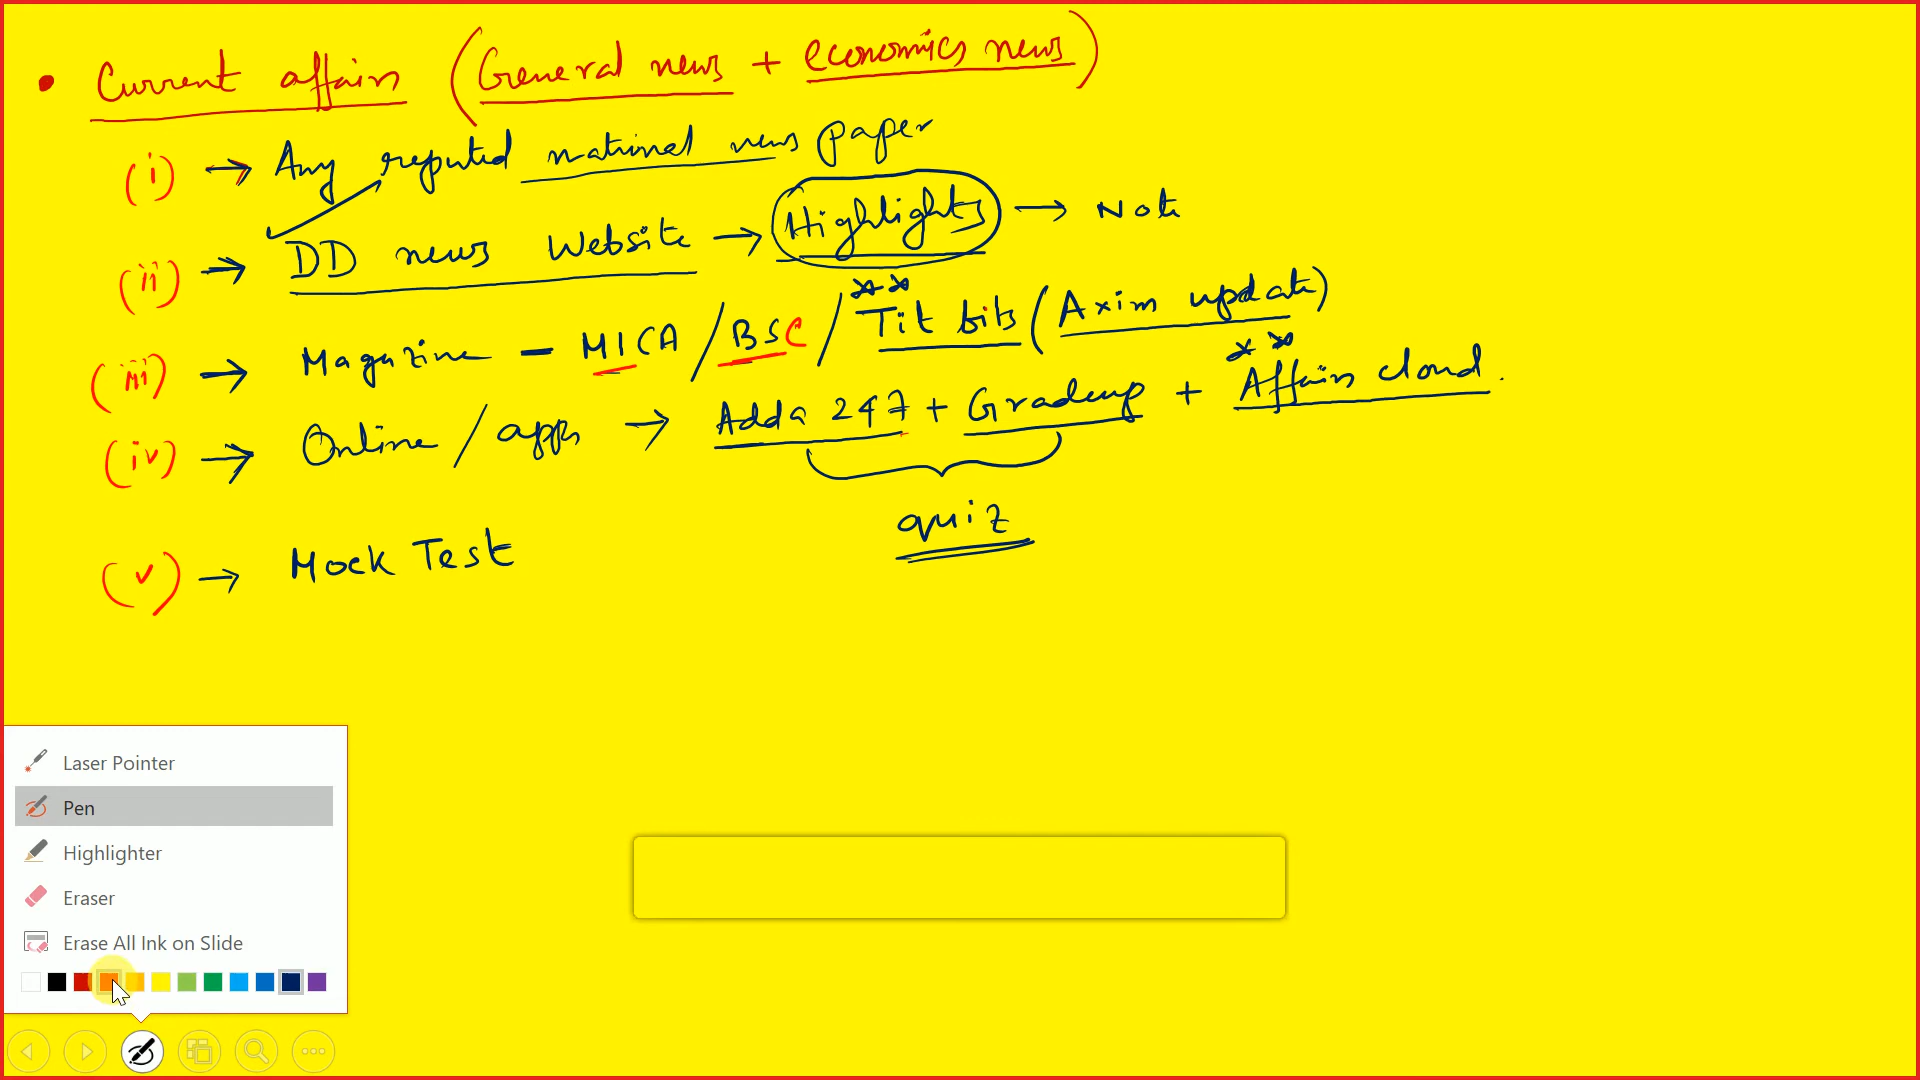 • Current affairs (General news + economics news)
(i) → Any reputed national news paper
(ii) → DD news Website → Highlights → Note
(iii) → Magazine - MICA / BSC / Tit bits (Axim update)
(iv) → Online / apps → Adda 247 + Gradeup + Affairs cloud.
quiz
(v) → Mock Test
Laser Pointer
Pen
Highlighter
Eraser
Erase All Ink on Slide